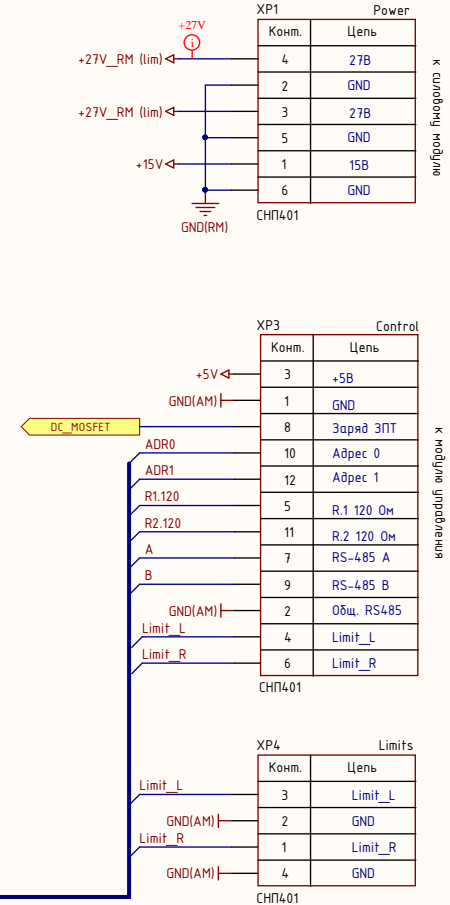 XP1 Power
Конт. Цепь
+27V
+27V_RM (lim) 4 27В
2 GND
+27V_RM (lim) 3 27В
5 GND
+15V 1 15В
6 GND
GND(RM)
СНП401
к силовому модулю
XP3 Control
Конт. Цепь
+5V 3 +5В
GND(AM) 1 GND
DC_MOSFET 8 Заряд ЗПТ
ADR0 10 Адрес 0
ADR1 12 Адрес 1
R1.120 5 R.1 120 Ом
R2.120 11 R.2 120 Ом
A 7 RS-485 A
B 9 RS-485 B
GND(AM) 2 Общ. RS485
Limit_L 4 Limit_L
Limit_R 6 Limit_R
СНП401
к модулю управления
XP4 Limits
Конт. Цепь
Limit_L 3 Limit_L
GND(AM) 2 GND
Limit_R 1 Limit_R
GND(AM) 4 GND
СНП401